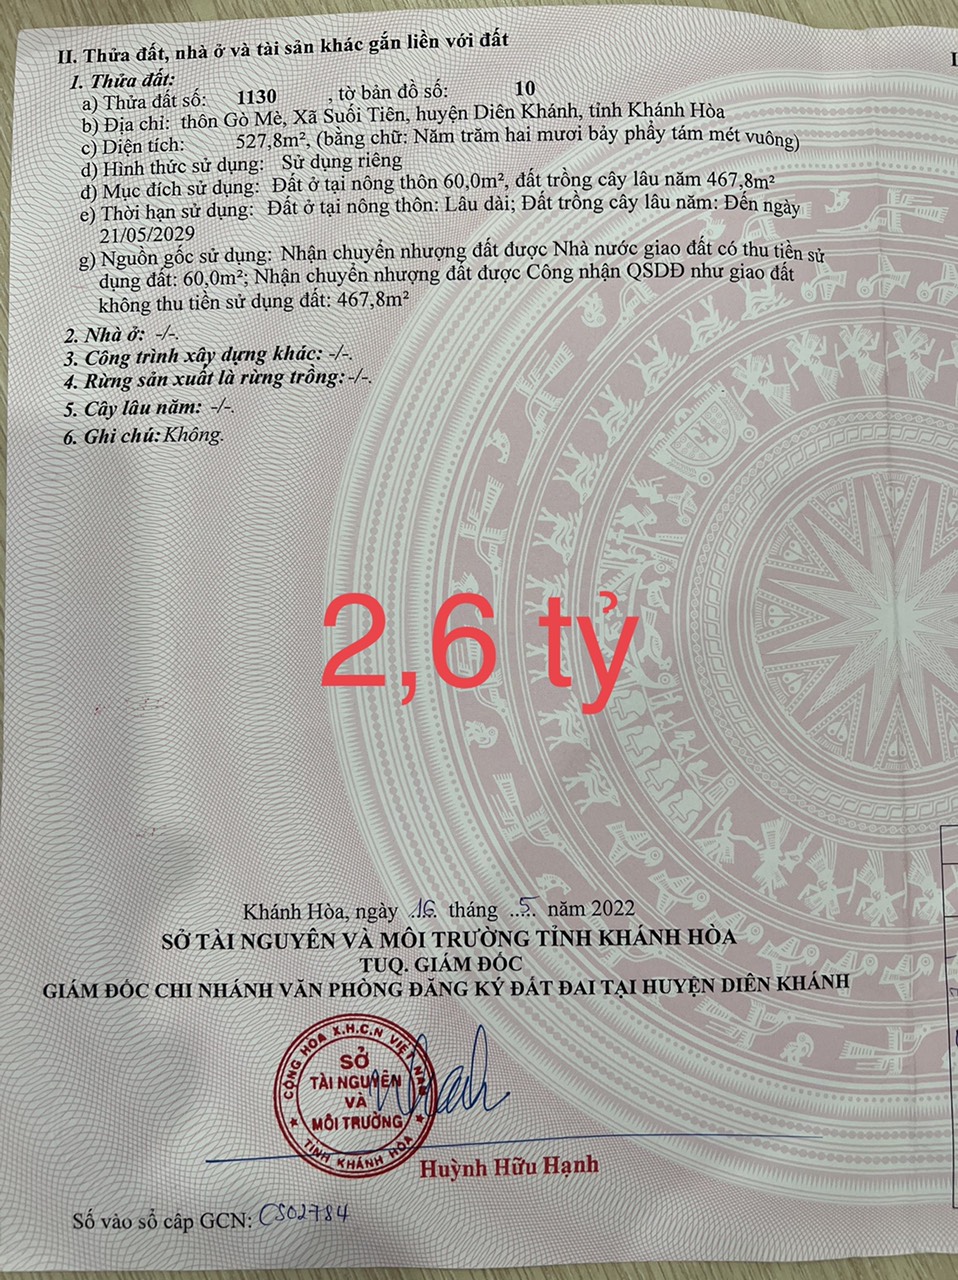 II. Thửa đất, nhà ở và tài sản khác gắn liền với đất
1. Thửa đất:
a) Thửa đất số: 1130 , tờ bản đồ số: 10
b) Địa chỉ: thôn Gò Mè, Xã Suối Tiên, huyện Diên Khánh, tỉnh Khánh Hòa
c) Diện tích: 527,8m², (bằng chữ: Năm trăm hai mươi bảy phẩy tám mét vuông)
d) Hình thức sử dụng: Sử dụng riêng
đ) Mục đích sử dụng: Đất ở tại nông thôn 60,0m², đất trồng cây lâu năm 467,8m²
e) Thời hạn sử dụng: Đất ở tại nông thôn: Lâu dài; Đất trồng cây lâu năm: Đến ngày
21/05/2029
g) Nguồn gốc sử dụng: Nhận chuyển nhượng đất được Nhà nước giao đất có thu tiền sử
dụng đất: 60,0m²; Nhận chuyển nhượng đất được Công nhận QSDĐ như giao đất
không thu tiền sử dụng đất: 467,8m²
2. Nhà ở: -/-.
3. Công trình xây dựng khác: -/-.
4. Rừng sản xuất là rừng trồng: -/-.
5. Cây lâu năm: -/-.
6. Ghi chú: Không.
2,6 tỷ
Khánh Hòa, ngày .16. tháng ..5.. năm 2022
SỞ TÀI NGUYÊN VÀ MÔI TRƯỜNG TỈNH KHÁNH HÒA
TUQ. GIÁM ĐỐC
GIÁM ĐỐC CHI NHÁNH VĂN PHÒNG ĐĂNG KÝ ĐẤT ĐAI TẠI HUYỆN DIÊN KHÁNH
CỘNG HÒA X.H.C.N VIỆT NAM
SỞ
TÀI NGUYÊN
VÀ
MÔI TRƯỜNG
TỈNH KHÁNH HÒA
Huỳnh Hữu Hạnh
Số vào sổ cấp GCN: CS02784